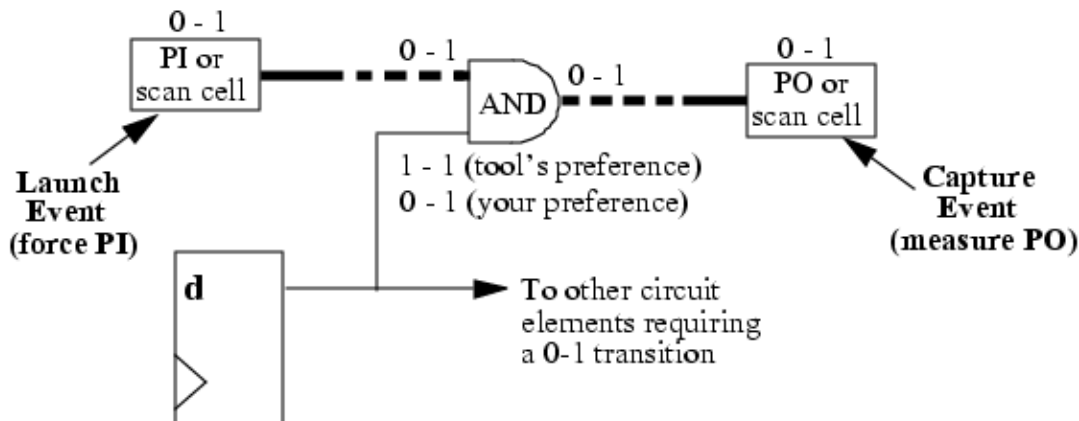 0 - 1
PI or
scan cell
Launch
Event
(force PI)
0 - 1
AND
0 - 1
1 - 1 (tool's preference)
0 - 1 (your preference)
0 - 1
PO or
scan cell
Capture
Event
(measure PO)
d
To other circuit
elements requiring
a 0-1 transition